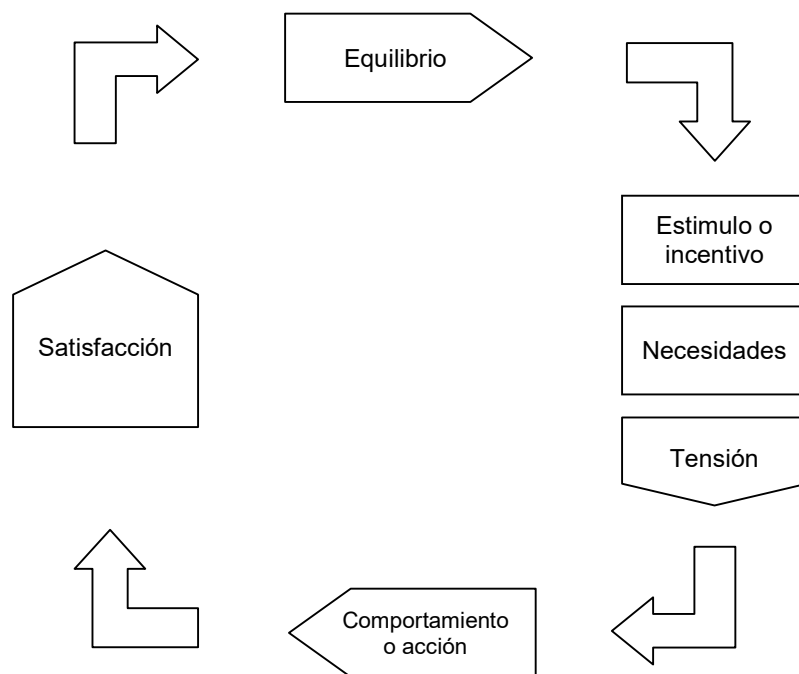 Equilibrio
Estimulo o
incentivo
Necesidades
Tensión
Comportamiento
o acción
Satisfacción